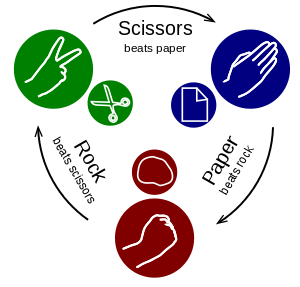 Scissors
beats paper
Paper
beats rock
Rock
beats scissors